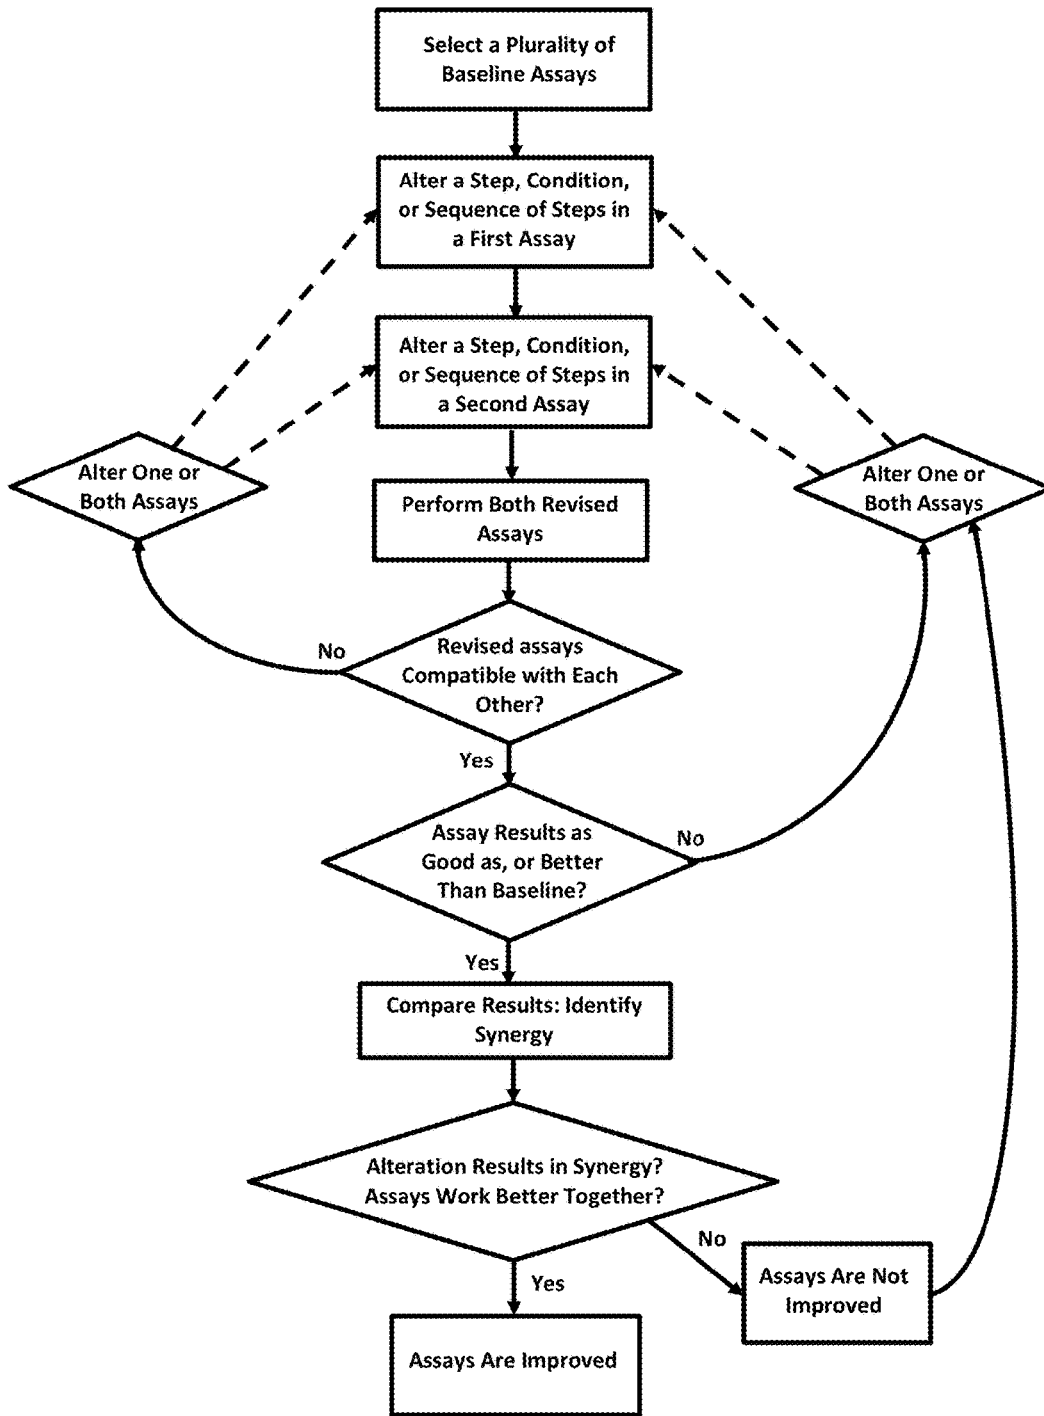 Select a Plurality of
Baseline Assays
Alter a Step, Condition,
or Sequence of Steps in
a First Assay
Alter a Step, Condition,
or Sequence of Steps in
a Second Assay
Alter One or
Both Assays
Alter One or
Both Assays
Perform Both Revised
Assays
No
Revised assays
Compatible with Each
Other?
Yes
Assay Results as
Good as, or Better
Than Baseline?
No
Yes
Compare Results: Identify
Synergy
Alteration Results in Synergy?
Assays Work Better Together?
No
Yes
Assays Are Not
Improved
Assays Are Improved